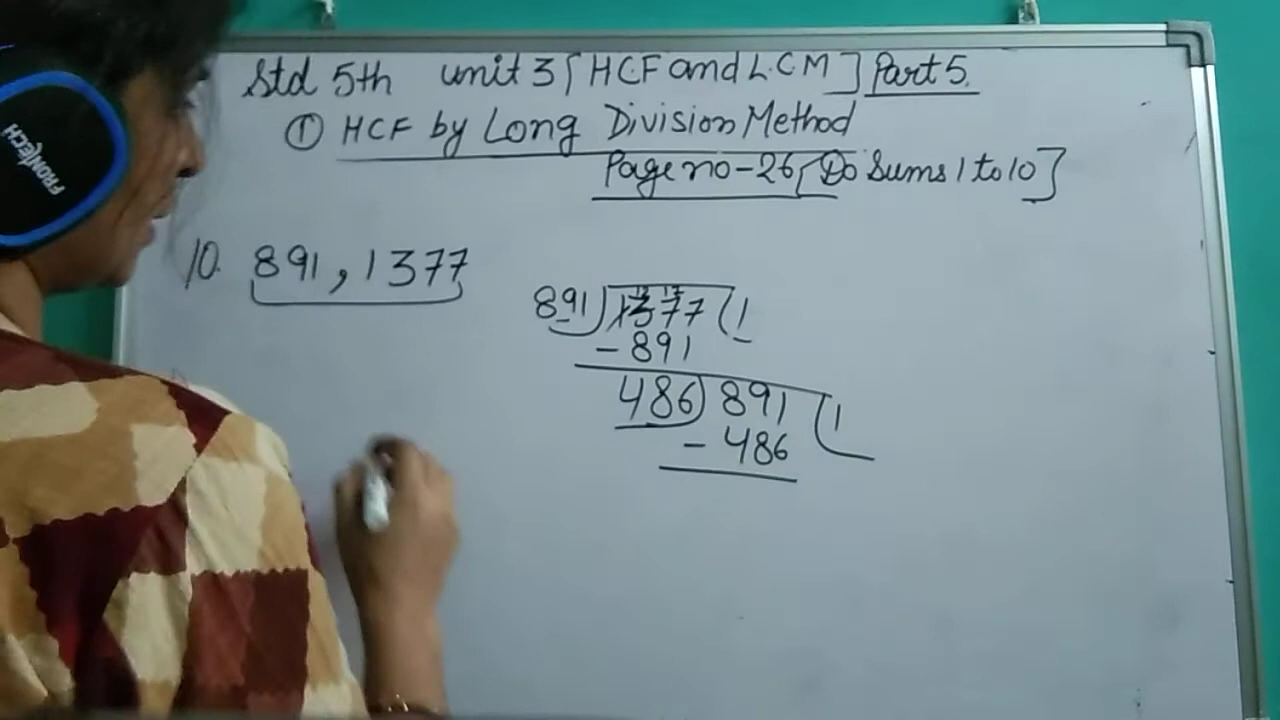 Std 5th unit 3 [HCF and L.C.M] Part 5.
① HCF by Long Division Method
Page no - 26 [Do Sums 1 to 10]
FRONTECH
10. 891, 1377
891) 1377 (1
- 891
486) 891 (1
- 486